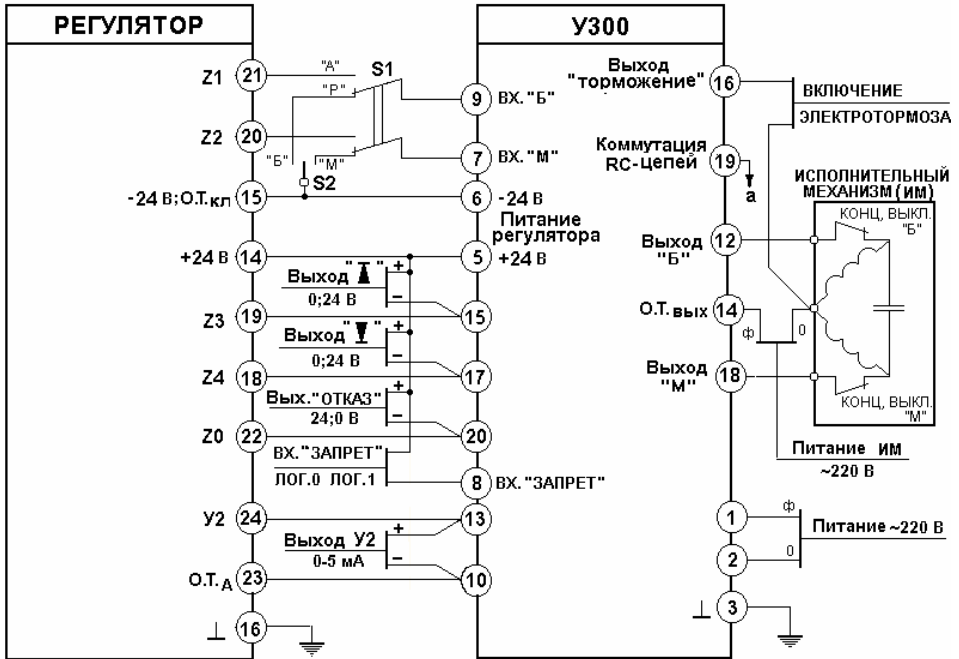 РЕГУЛЯТОР
У300
Z1 21 "А" S1
"Р"
9 ВХ. "Б"
Z2 20
"Б" "М"
7 ВХ. "М"
S2
-24 В;О.Т.кл 15
6 -24 В
Питание
регулятора
+24 В 14
5 +24 В
Выход " " +
0;24 В –
Z3 19
15
Выход " " +
0;24 В –
Z4 18
17
Вых."ОТКАЗ" +
24;0 В –
Z0 22
20
ВХ."ЗАПРЕТ"
ЛОГ.0 ЛОГ.1
8 ВХ."ЗАПРЕТ"
У2 24
13
Выход У2 +
0-5 мА –
О.Т.А 23
10
16
Выход
"торможение"
16
ВКЛЮЧЕНИЕ
ЭЛЕКТОТОРМОЗА
Коммутация
RC-цепей
19
а
ИСПОЛНИТЕЛЬНЫЙ
МЕХАНИЗМ(ИМ)
КОНЦ, ВЫКЛ.
"Б"
Выход
"Б"
12
О.Т.вых 14
ф 0
Выход
"М"
18
КОНЦ, ВЫКЛ.
"М"
Питание ИМ
~220 В
1 ф
Питание ~220 В
2 0
3